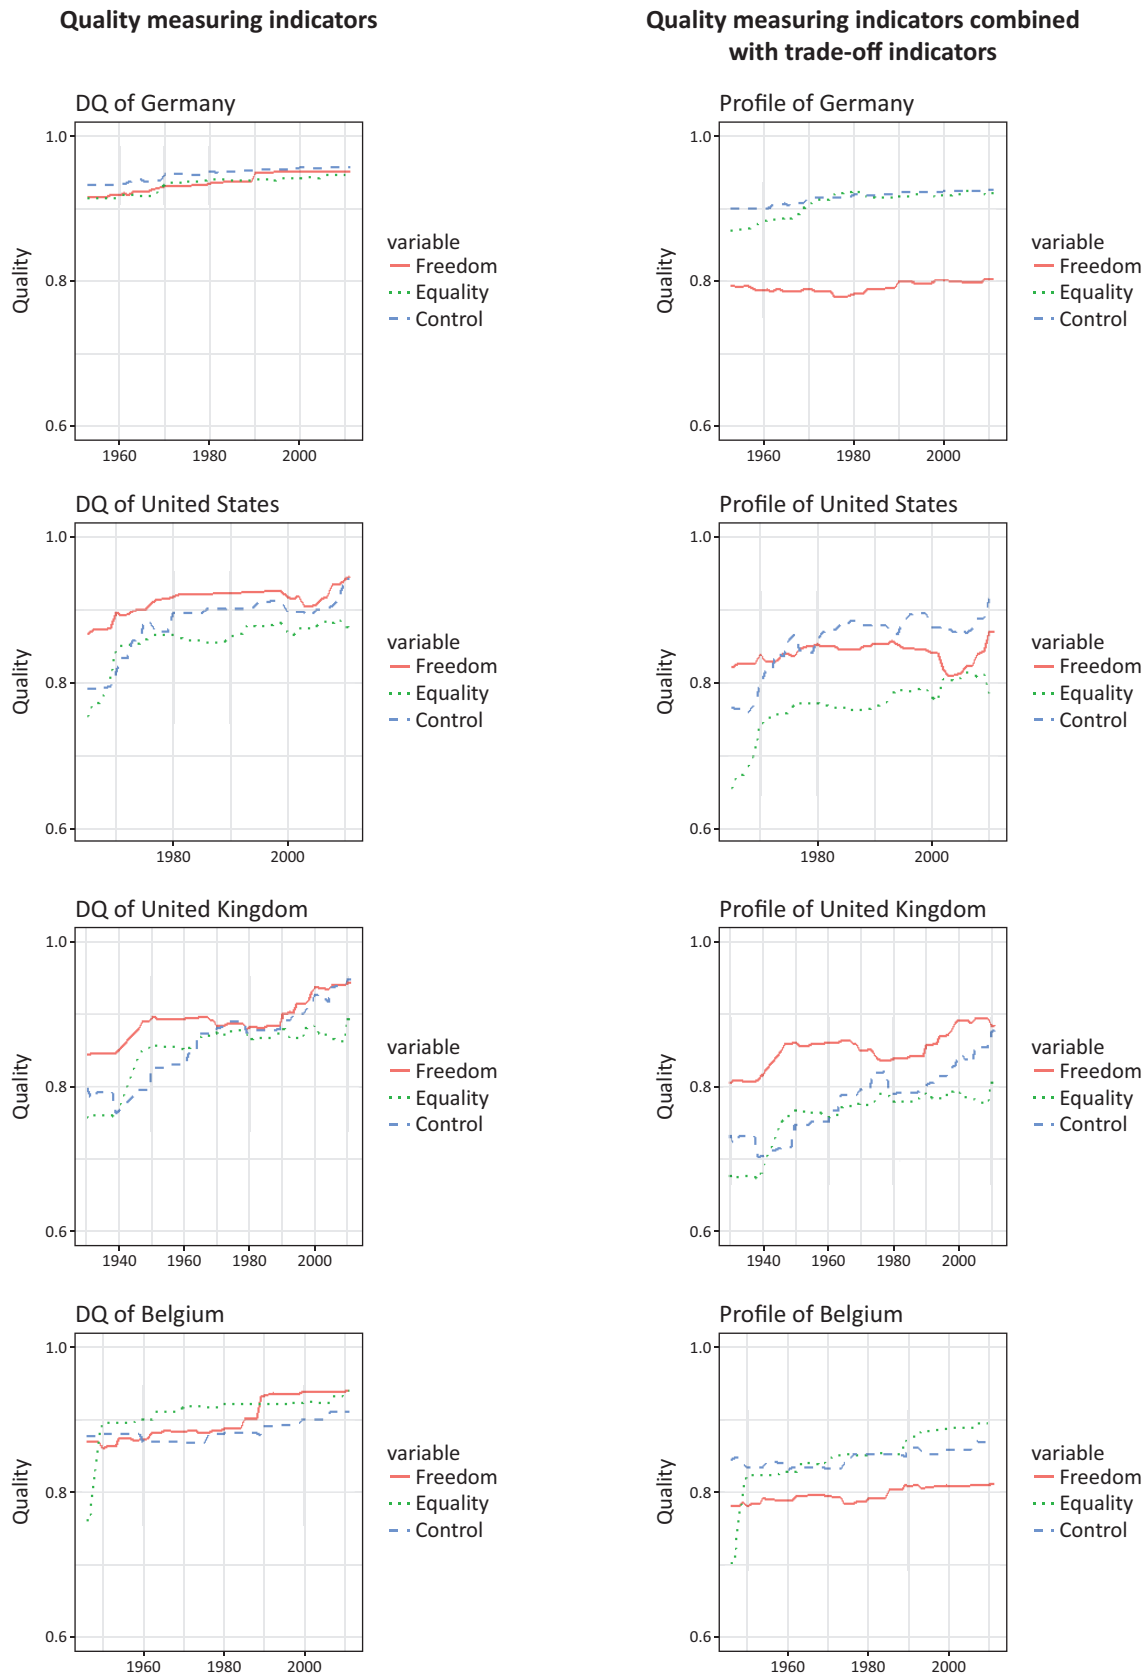 Quality measuring indicators
Quality measuring indicators combined
with trade-off indicators
DQ of Germany
1.0
0.8
0.6
Quality
1960 1980 2000
variable
Freedom
Equality
Control
Profile of Germany
1.0
0.8
0.6
Quality
1960 1980 2000
variable
Freedom
Equality
Control
DQ of United States
1.0
0.8
0.6
Quality
1980 2000
variable
Freedom
Equality
Control
Profile of United States
1.0
0.8
0.6
Quality
1980 2000
variable
Freedom
Equality
Control
DQ of United Kingdom
1.0
0.8
0.6
Quality
1940 1960 1980 2000
variable
Freedom
Equality
Control
Profile of United Kingdom
1.0
0.8
0.6
Quality
1940 1960 1980 2000
variable
Freedom
Equality
Control
DQ of Belgium
1.0
0.8
0.6
Quality
1960 1980 2000
variable
Freedom
Equality
Control
Profile of Belgium
1.0
0.8
0.6
Quality
1960 1980 2000
variable
Freedom
Equality
Control